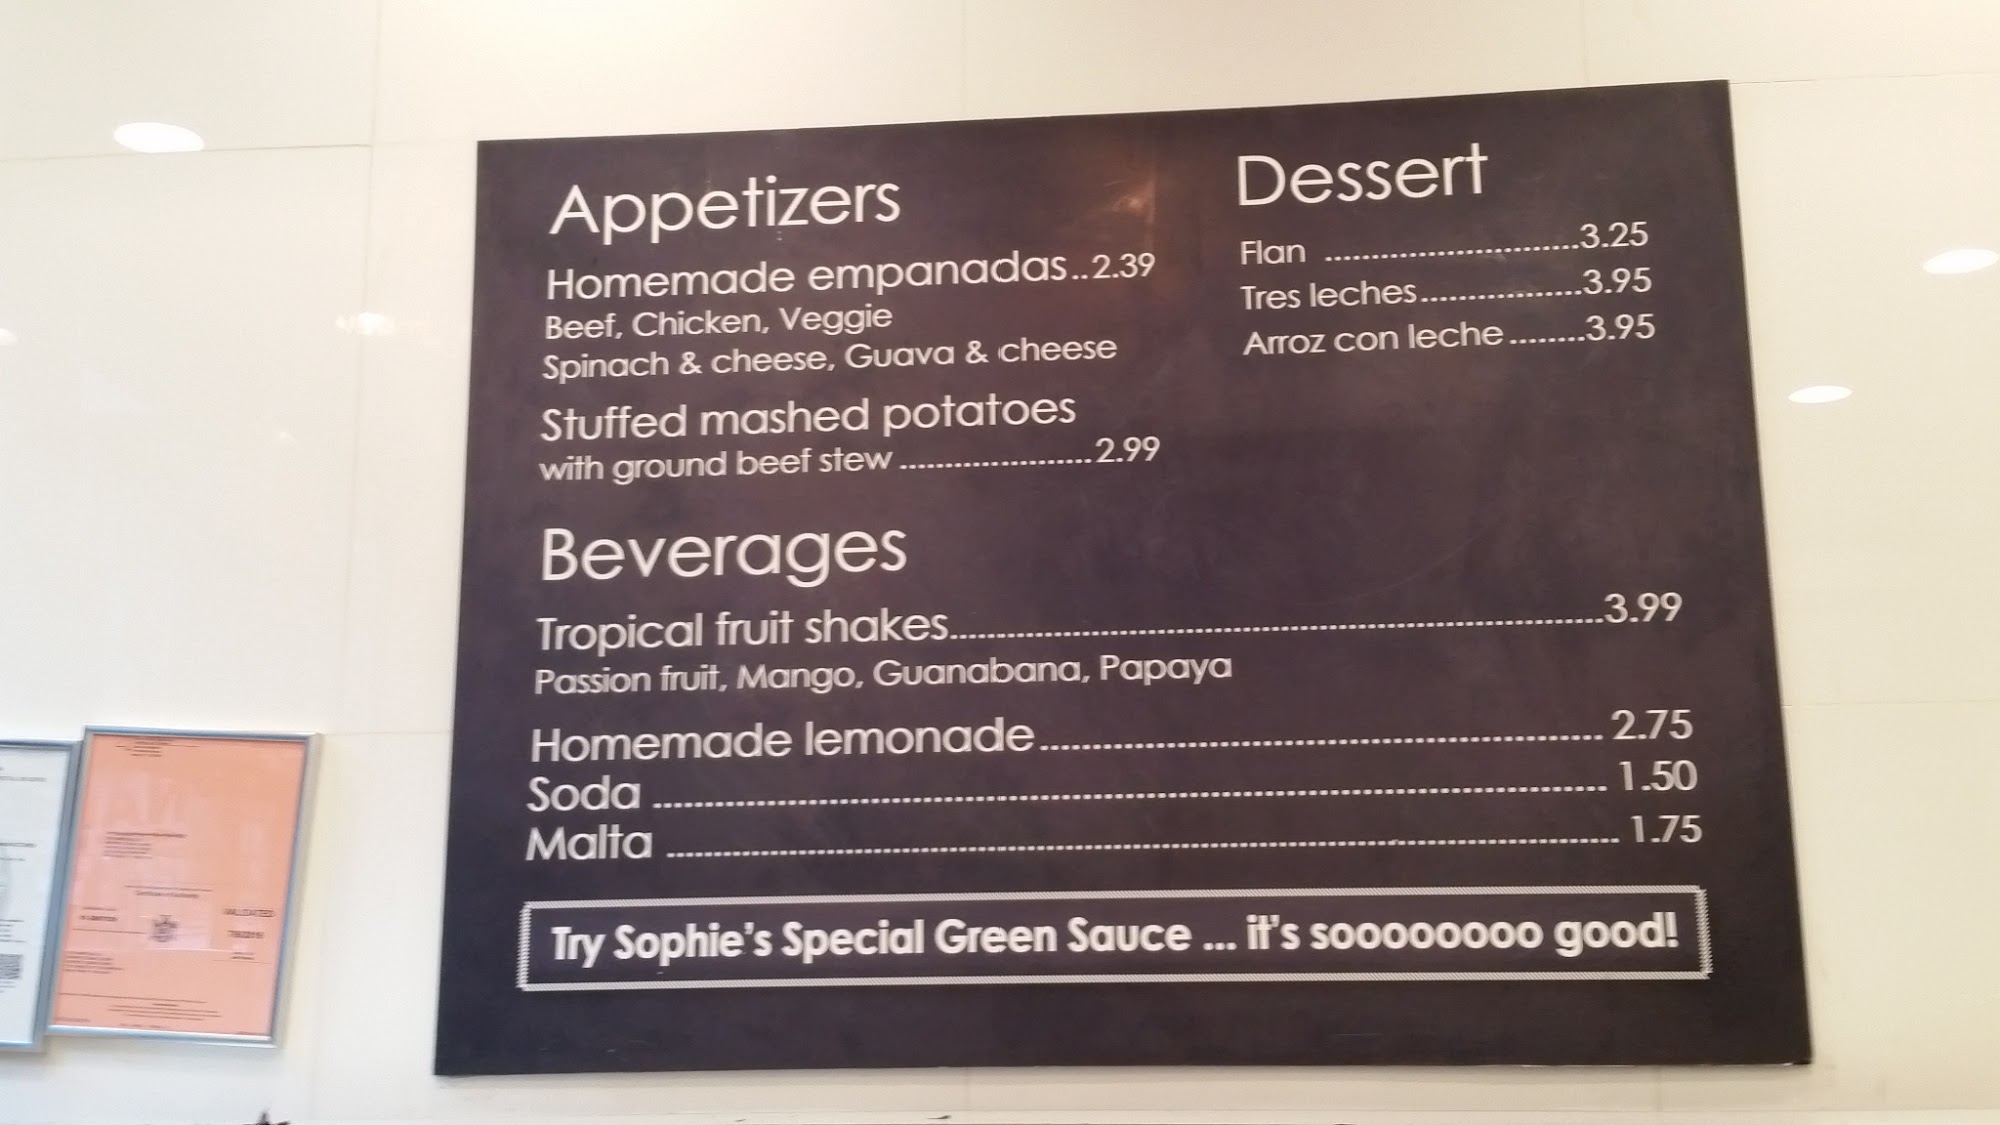 Appetizers
Homemade empanadas..2.39
Beef, Chicken, Veggie
Spinach & cheese, Guava & cheese
Stuffed mashed potatoes
with ground beef stew .....................2.99
Dessert
Flan ............................3.25
Tres leches..................3.95
Arroz con leche ........3.95
Beverages
Tropical fruit shakes......................................................................3.99
Passion fruit, Mango, Guanabana, Papaya
Homemade lemonade............................................................ 2.75
Soda ..................................................................................................... 1.50
Malta .................................................................................................... 1.75
Try Sophie's Special Green Sauce ... it's soooooooo good!
VALIDATED